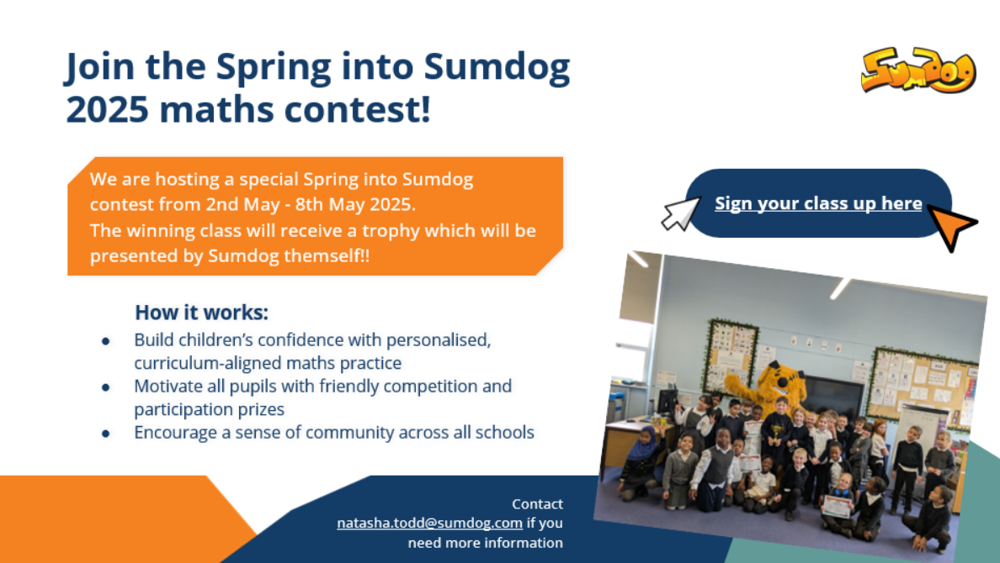 Join the Spring into Sumdog
2025 maths contest!
Sumdog
We are hosting a special Spring into Sumdog
contest from 2nd May - 8th May 2025.
The winning class will receive a trophy which will be
presented by Sumdog themself!!
Sign your class up here
How it works:
● Build children’s confidence with personalised,
curriculum-aligned maths practice
● Motivate all pupils with friendly competition and
participation prizes
● Encourage a sense of community across all schools
Contact
natasha.todd@sumdog.com if you
need more information